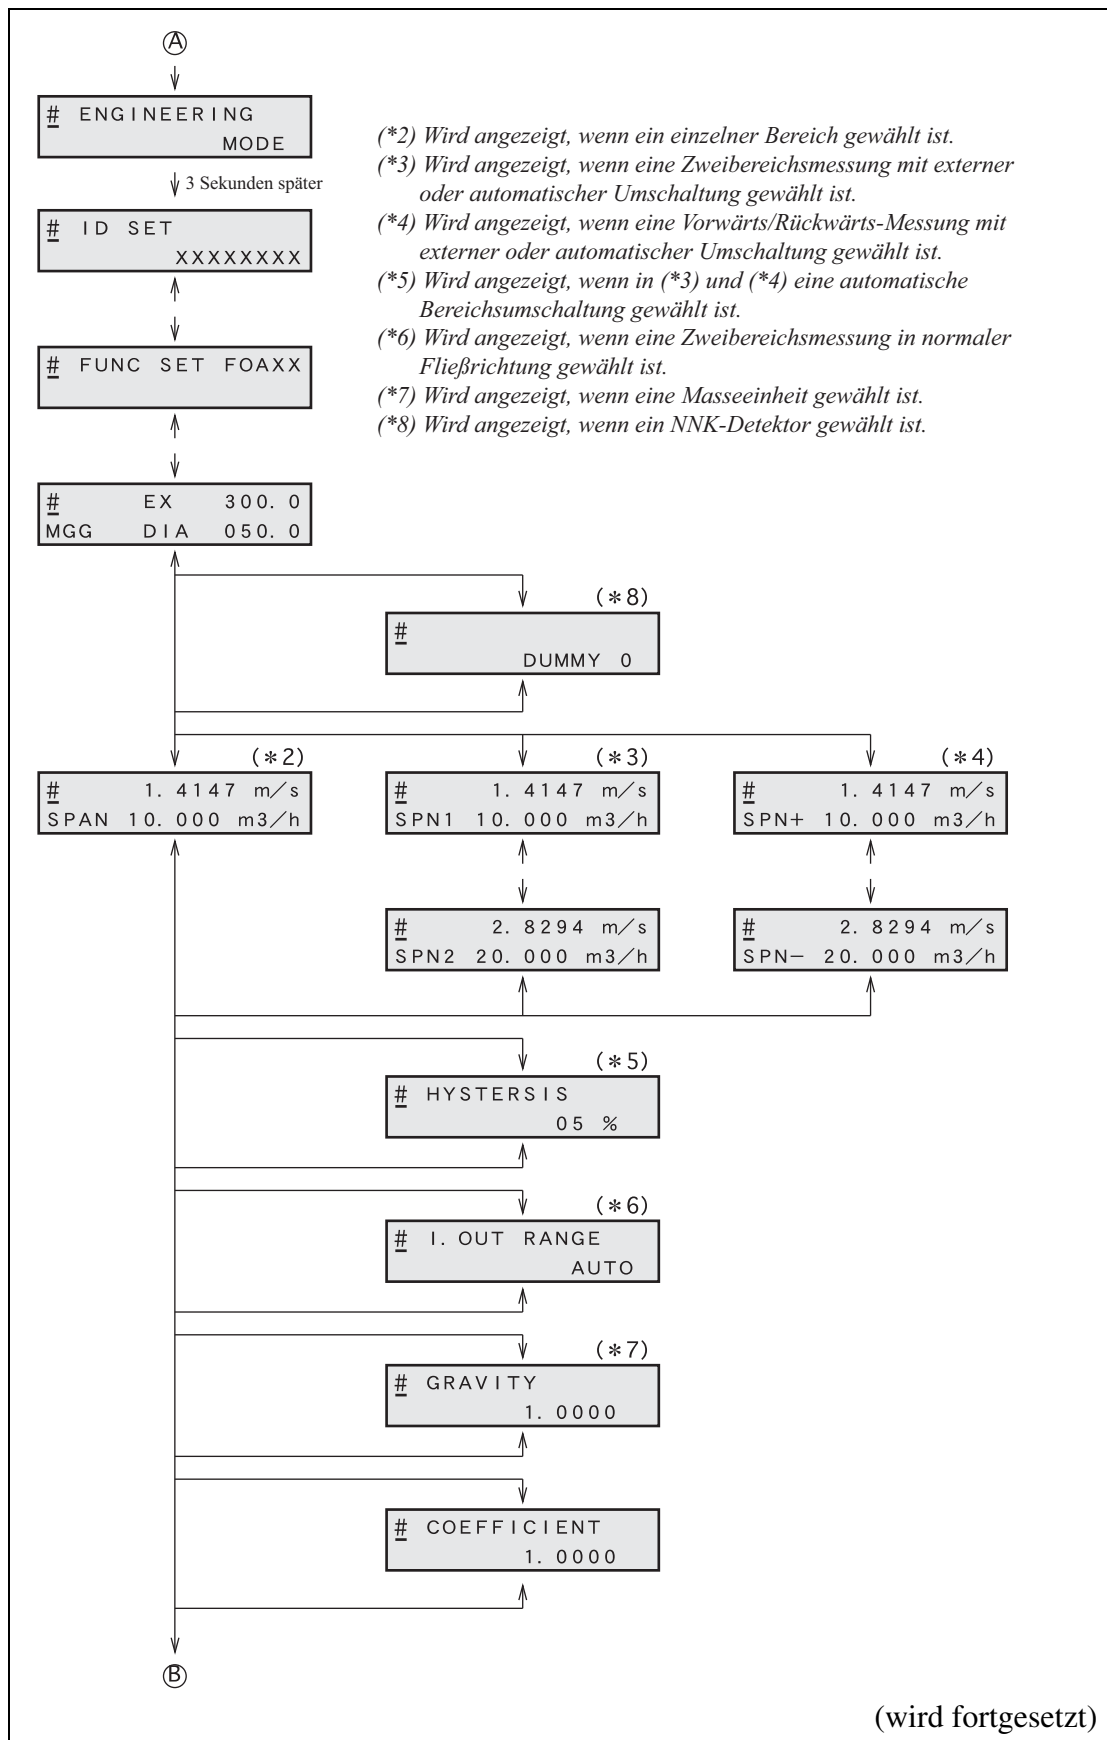 A
# ENGINEERING
MODE
3 Sekunden später
# ID SET
XXXXXXXX
# FUNC SET FOAXX
# EX 300. 0
MGG DIA 050. 0
(*2) Wird angezeigt, wenn ein einzelner Bereich gewählt ist.
(*3) Wird angezeigt, wenn eine Zweibereichsmessung mit externer
oder automatischer Umschaltung gewählt ist.
(*4) Wird angezeigt, wenn eine Vorwärts/Rückwärts-Messung mit
externer oder automatischer Umschaltung gewählt ist.
(*5) Wird angezeigt, wenn in (*3) und (*4) eine automatische
Bereichsumschaltung gewählt ist.
(*6) Wird angezeigt, wenn eine Zweibereichsmessung in normaler
Fließrichtung gewählt ist.
(*7) Wird angezeigt, wenn eine Masseeinheit gewählt ist.
(*8) Wird angezeigt, wenn ein NNK-Detektor gewählt ist.
(*8)
#
DUMMY 0
(*2)
# 1. 4147 m/s
SPAN 10. 000 m3/h
(*3)
# 1. 4147 m/s
SPN1 10. 000 m3/h
(*4)
# 1. 4147 m/s
SPN+ 10. 000 m3/h
# 2. 8294 m/s
SPN2 20. 000 m3/h
# 2. 8294 m/s
SPN− 20. 000 m3/h
(*5)
# HYSTERSIS
05 %
(*6)
# I. OUT RANGE
AUTO
(*7)
# GRAVITY
1. 0000
# COEFFICIENT
1. 0000
B
(wird fortgesetzt)